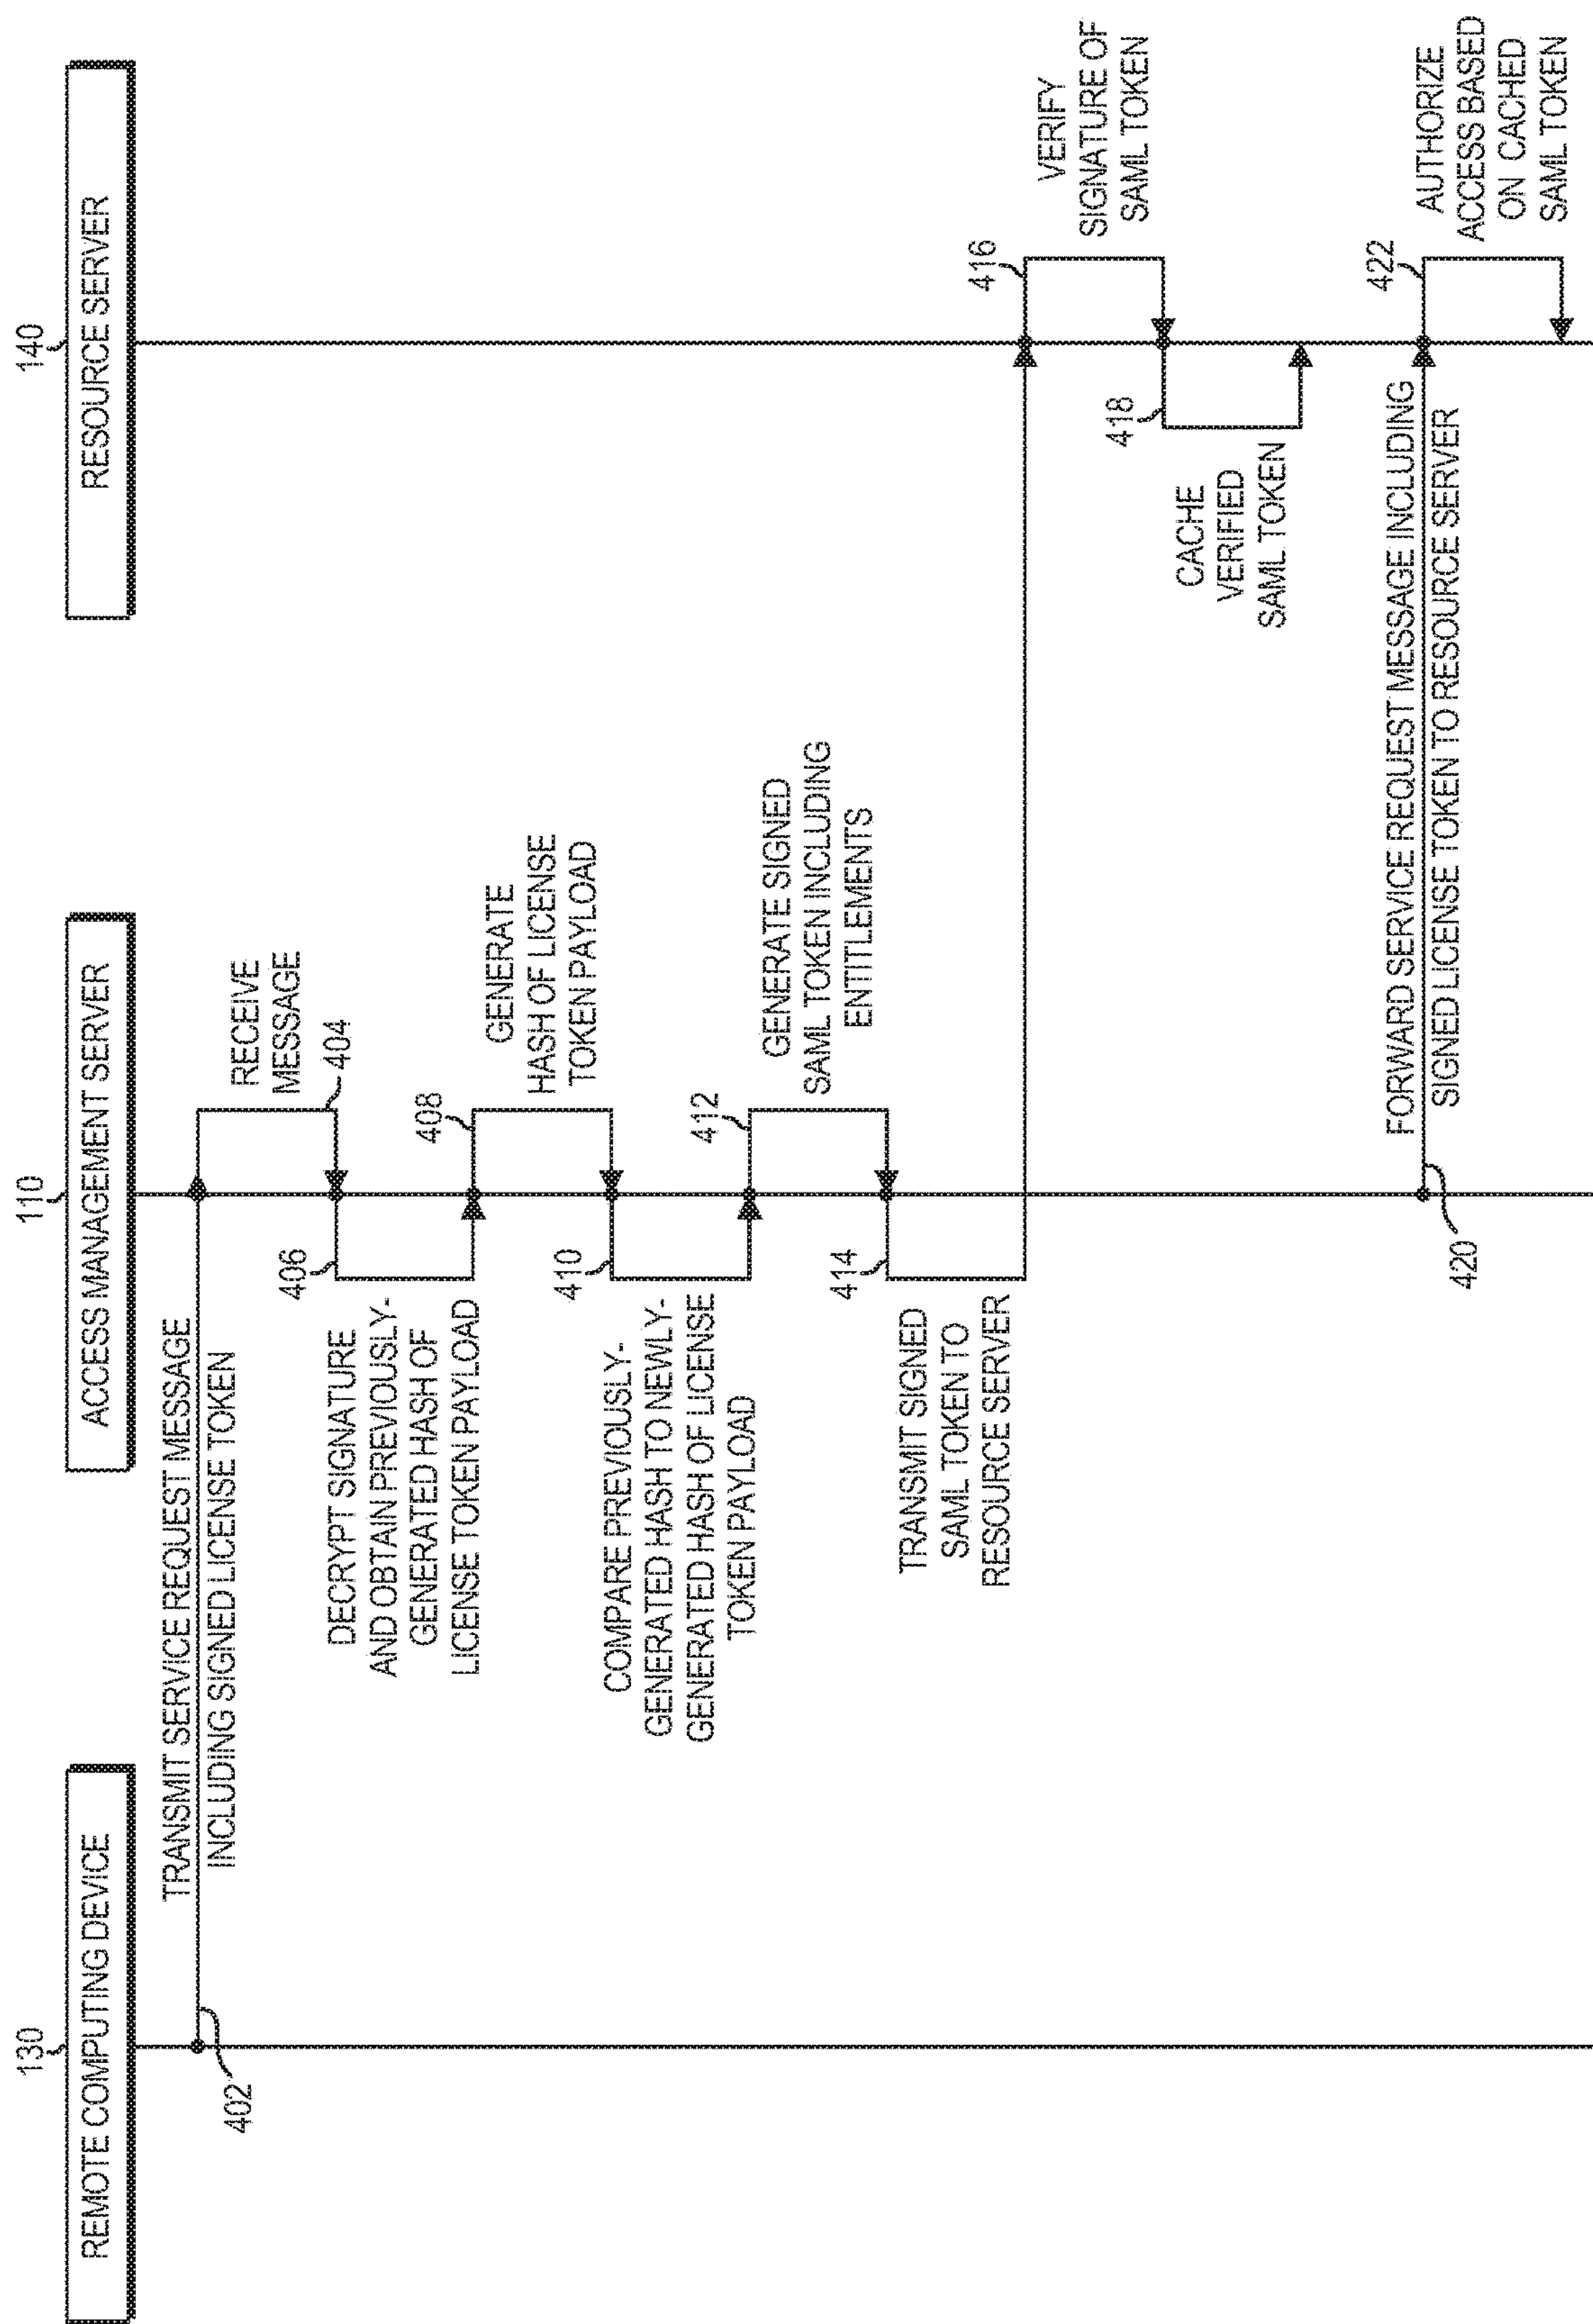 130
REMOTE COMPUTING DEVICE
110
ACCESS MANAGEMENT SERVER
140
RESOURCE SERVER
TRANSMIT SERVICE REQUEST MESSAGE
INCLUDING SIGNED LICENSE TOKEN
402
RECEIVE
MESSAGE
404
406
DECRYPT SIGNATURE
AND OBTAIN PREVIOUSLY-
GENERATED HASH OF
LICENSE TOKEN PAYLOAD
408
GENERATE
HASH OF LICENSE
TOKEN PAYLOAD
410
COMPARE PREVIOUSLY-
GENERATED HASH TO NEWLY-
GENERATED HASH OF LICENSE
TOKEN PAYLOAD
412
GENERATE SIGNED
SAML TOKEN INCLUDING
ENTITLEMENTS
414
TRANSMIT SIGNED
SAML TOKEN TO
RESOURCE SERVER
416
VERIFY
SIGNATURE OF
SAML TOKEN
418
CACHE
VERIFIED
SAML TOKEN
FORWARD SERVICE REQUEST MESSAGE INCLUDING
SIGNED LICENSE TOKEN TO RESOURCE SERVER
420
422
AUTHORIZE
ACCESS BASED
ON CACHED
SAML TOKEN